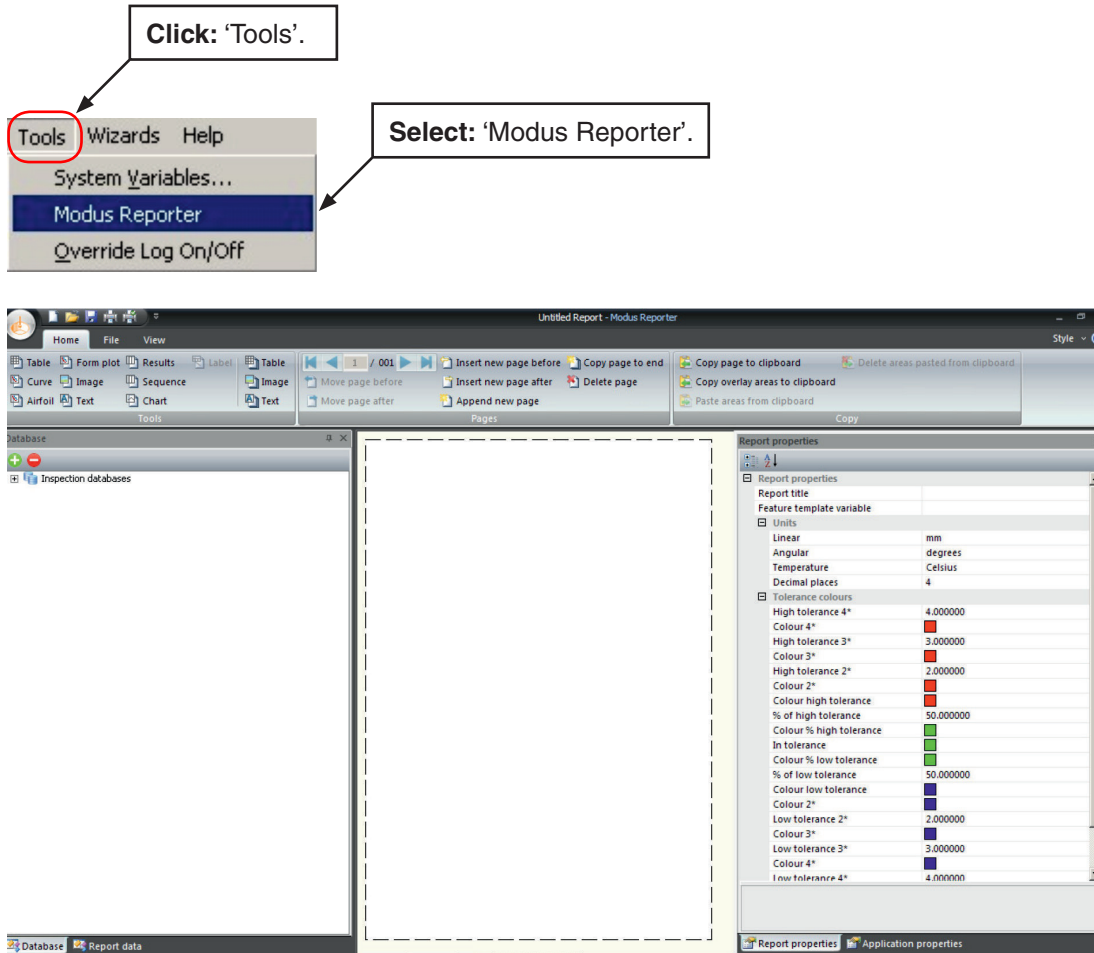 Click: ‘Tools’.
Select: ‘Modus Reporter’.
Tools Wizards Help
System Variables...
Modus Reporter
Override Log On/Off
Untitled Report - Modus Reporter
Home File View
Style
Table Form plot Results Label Table
Curve Image Sequence Image
Airfoil Text Chart Text
Tools
1 / 001 Insert new page before Copy page to end
Move page before Insert new page after Delete page
Move page after Append new page
Pages
Copy page to clipboard Delete areas pasted from clipboard
Copy overlay areas to clipboard
Paste areas from clipboard
Copy
Database
Inspection databases
Database Report data
Report properties
Report properties
Report title
Feature template variable
Units
Linear mm
Angular degrees
Temperature Celsius
Decimal places 4
Tolerance colours
High tolerance 4* 4.000000
Colour 4*
High tolerance 3* 3.000000
Colour 3*
High tolerance 2* 2.000000
Colour 2*
Colour high tolerance
% of high tolerance 50.000000
Colour % high tolerance
In tolerance
Colour % low tolerance
% of low tolerance 50.000000
Colour low tolerance
Colour 2*
Low tolerance 2* 2.000000
Colour 3*
Low tolerance 3* 3.000000
Colour 4*
Low tolerance 4* 4.000000
Report properties Application properties